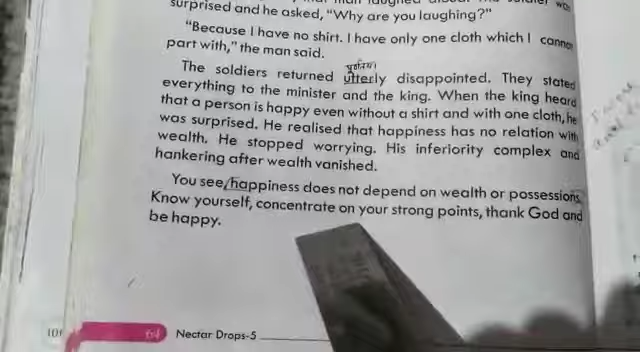 surprised and he asked, "Why are you laughing?"
"Because I have no shirt. I have only one cloth which I cannot
part with," the man said.
The soldiers returned utterly disappointed. They stated
everything to the minister and the king. When the king heard
that a person is happy even without a shirt and with one cloth, he
was surprised. He realised that happiness has no relation with
wealth. He stopped worrying. His inferiority complex and
hankering after wealth vanished.
You see, happiness does not depend on wealth or possessions.
Know yourself, concentrate on your strong points, thank God and
be happy.
64 Nectar Drops-5